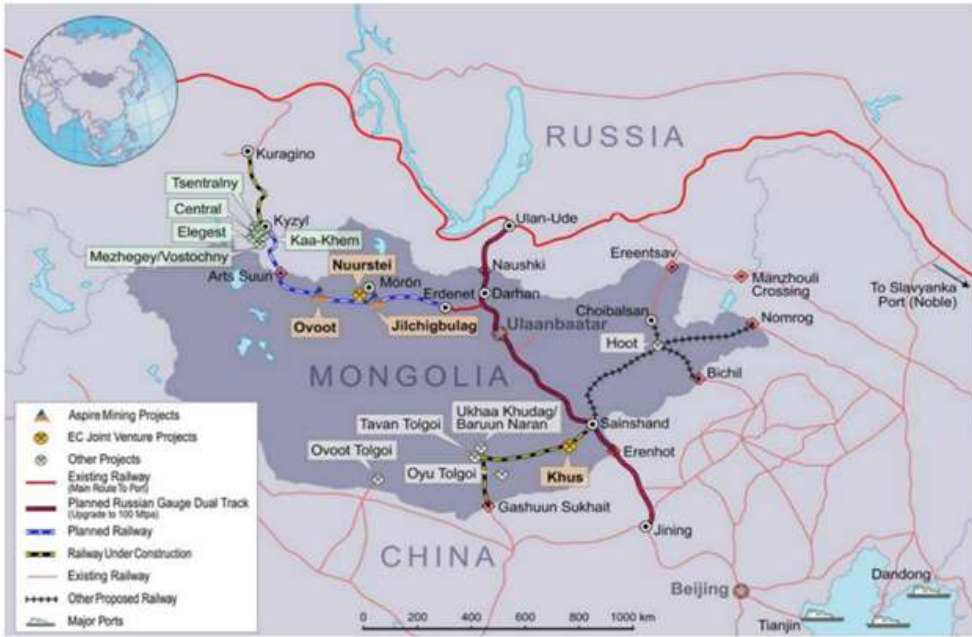 RUSSIA
Kuragino
Tsentralny
Central
Kyzyl
Elegest
Kaa-Khem
Mezhegey/Vostochny
Ulan-Ude
Arts Suuri
Nuurstei
Mörön
Naushki
Ereentsav
Manzhouli
Crossing
To Slavyanka
Port (Noble)
Erdenet
Darhan
Ovoot
Jilchigbulag
Ulaanbaatar
Choibalsan
Nomrog
Hoot
MONGOLIA
Bichil
Ukhaa Khudag/
Baruun Naran
Tavan Tolgoi
Sainshand
Ovoot Tolgoi
Oyu Tolgoi
Khus
Erenhot
Gashuun Sukhait
CHINA
Jining
Beijing
Dandong
Tianjin
Aspire Mining Projects
EC Joint Venture Projects
Other Projects
Existing Railway
(Main Route To Port)
Planned Russian Gauge Dual Track
(Upgrade to 100 Mtpa)
Planned Railway
Railway Under Construction
Existing Railway
Other Proposed Railway
Major Ports
0 200 400 600 800 1000 km